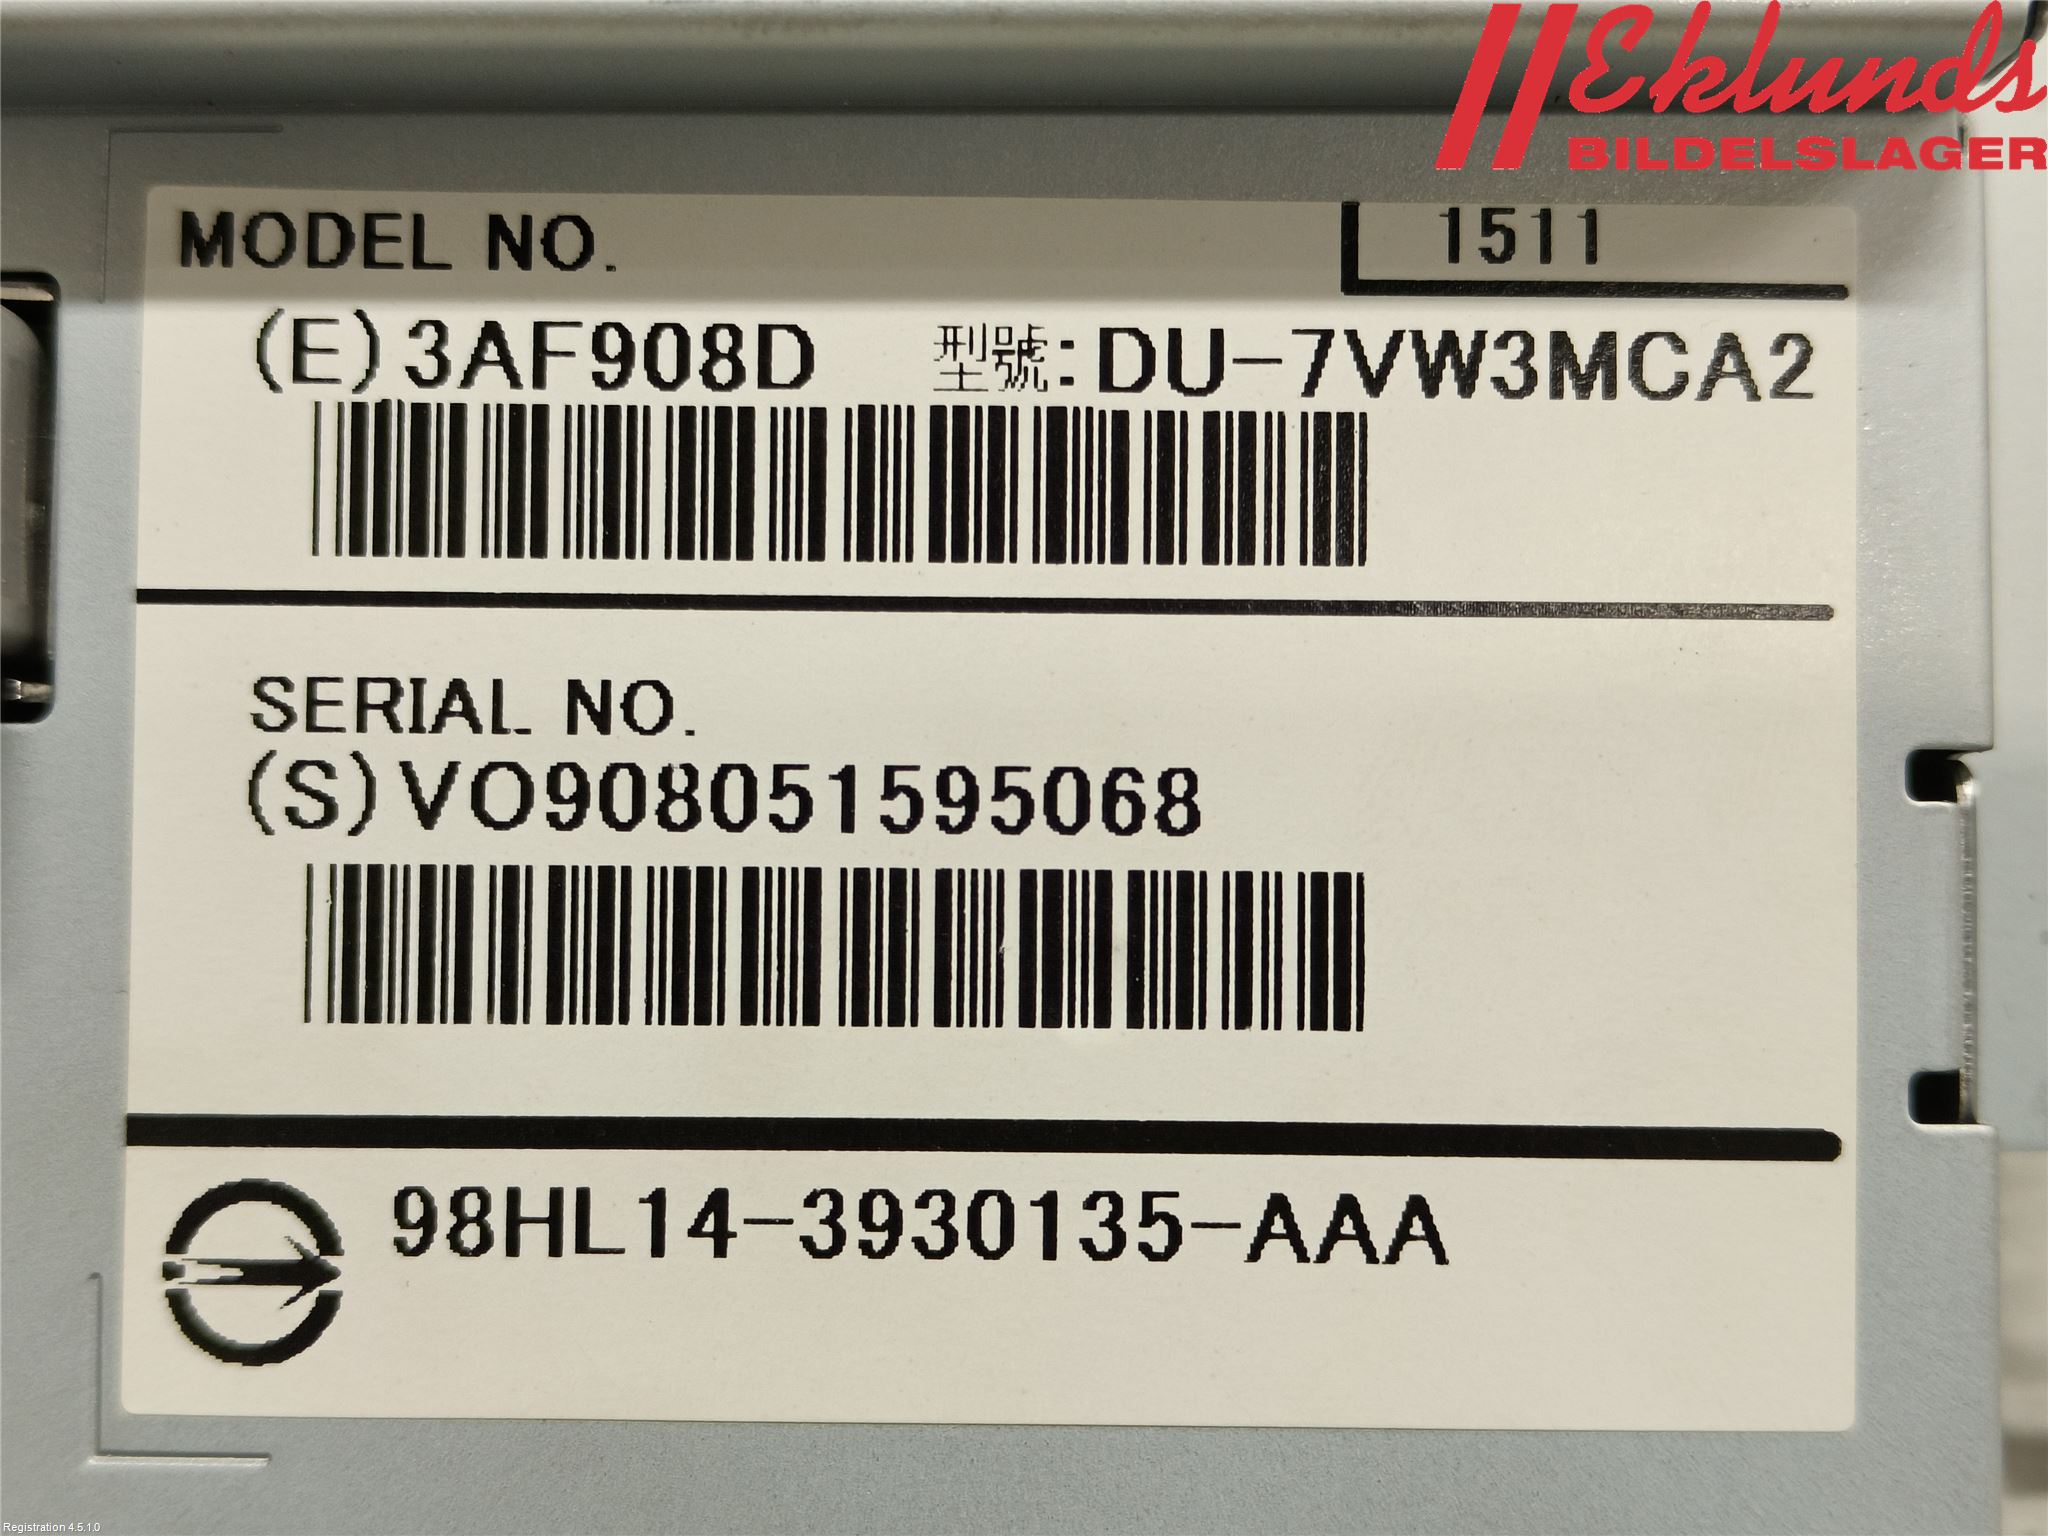 Eklunds
BILDELSLAGER
MODEL NO.
1511
(E)3AF908D 型號:DU-7VW3MCA2
SERIAL NO.
(S)VO908051595068
98HL14-3930135-AAA
Registration 4.5.1.0